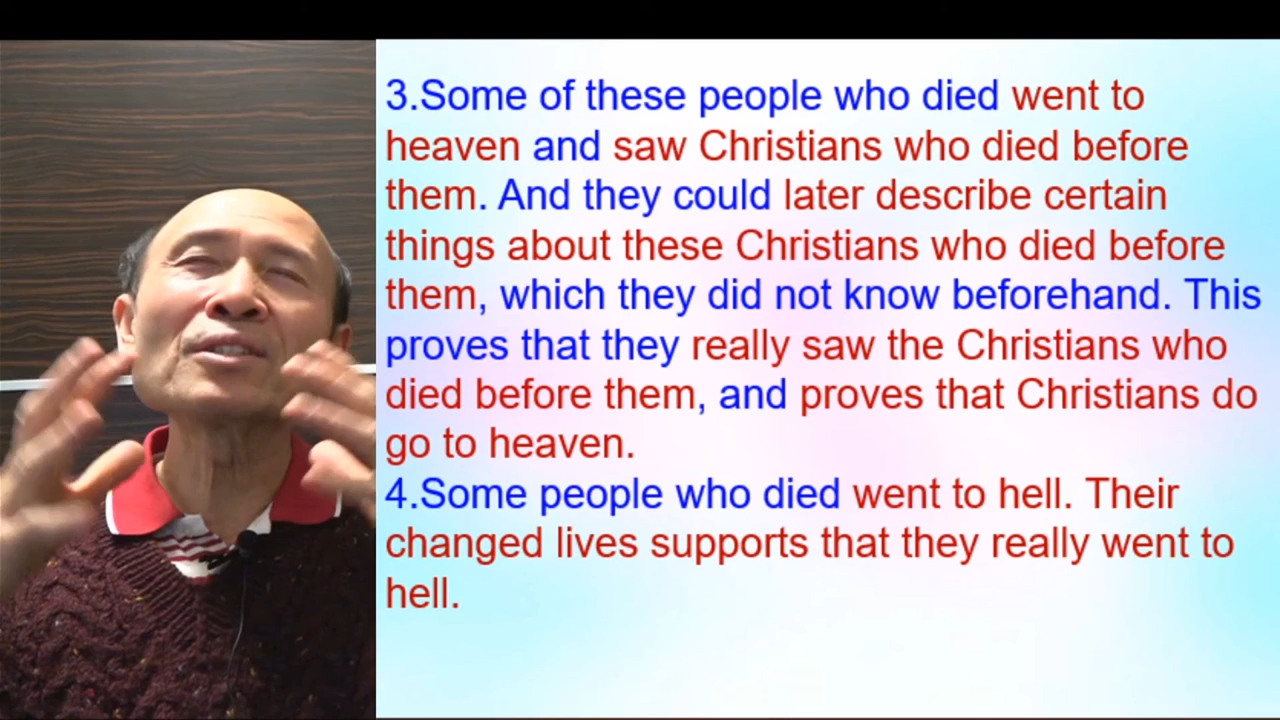 3.Some of these people who died went to
heaven and saw Christians who died before
them. And they could later describe certain
things about these Christians who died before
them, which they did not know beforehand. This
proves that they really saw the Christians who
died before them, and proves that Christians do
go to heaven.
4.Some people who died went to hell. Their
changed lives supports that they really went to
hell.